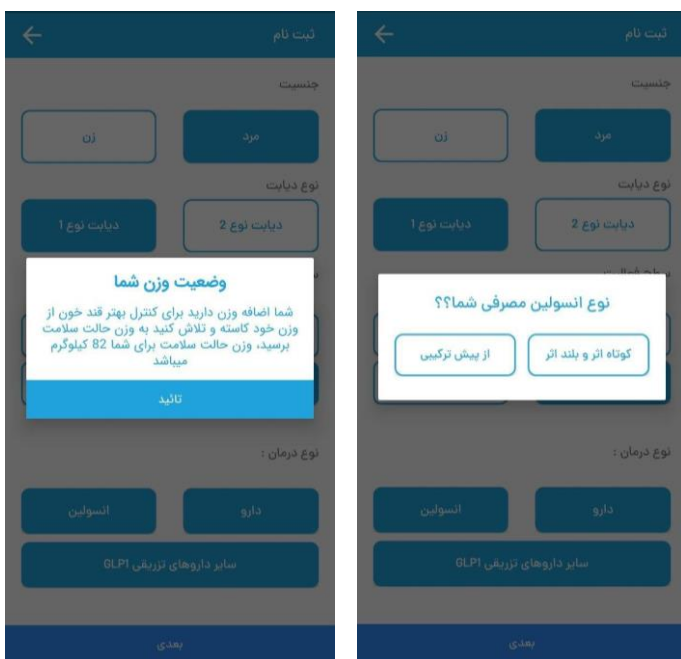 ثبت نام
جنسیت
مرد
زن
نوع دیابت
دیابت نوع 2
دیابت نوع 1
وضعیت وزن شما
شما اضافه وزن دارید برای کنترل بهتر قند خون از
وزن خود کاسته و تلاش کنید به وزن حالت سلامت
برسید، وزن حالت سلامت برای شما 82 کیلوگرم
میباشد
تائید
نوع درمان :
دارو
انسولین
سایر داروهای تزریقی GLP1
بعدی
ثبت نام
جنسیت
مرد
زن
نوع دیابت
دیابت نوع 2
دیابت نوع 1
سطح فعالیت
نوع انسولین مصرفی شما؟؟
کوتاه اثر و بلند اثر
از پیش ترکیبی
نوع درمان :
دارو
انسولین
سایر داروهای تزریقی GLP1
بعدی